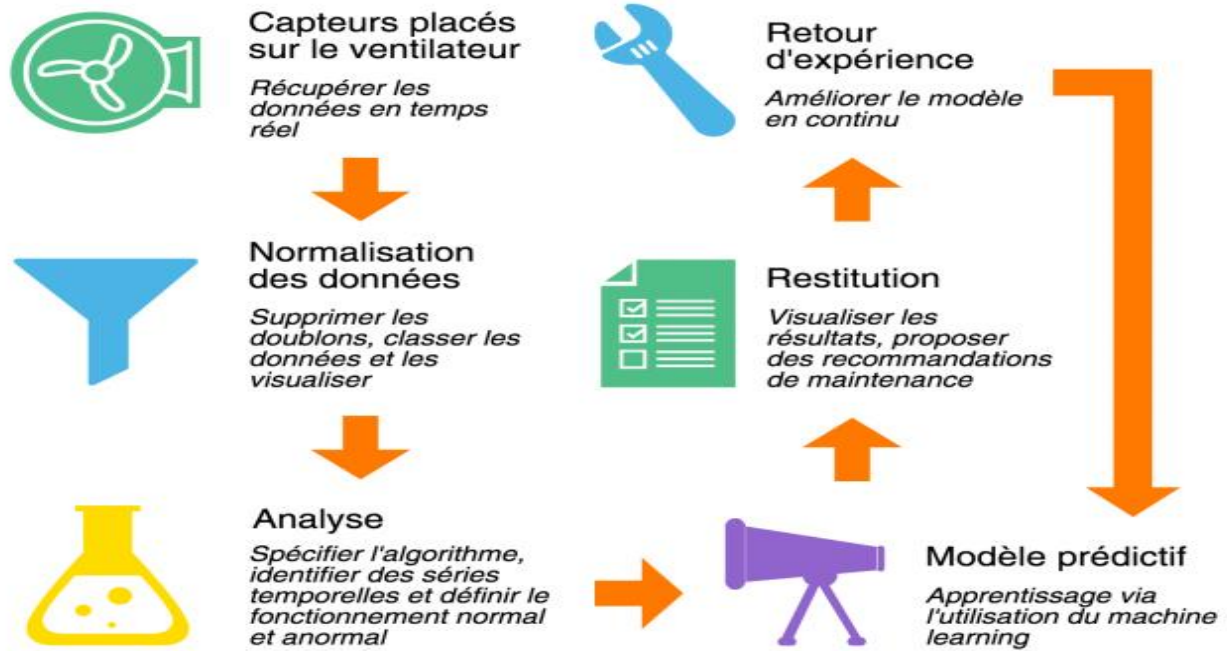 Capteurs placés
sur le ventilateur
Récupérer les
données en temps
réel
Normalisation
des données
Supprimer les
doublons, classer les
données et les
visualiser
Analyse
Spécifier l'algorithme,
identifier des séries
temporelles et définir le
fonctionnement normal
et anormal
Modèle prédictif
Apprentissage via
l'utilisation du machine
learning
Restitution
Visualiser les
résultats, proposer
des recommandations
de maintenance
Retour
d'expérience
Améliorer le modèle
en continu